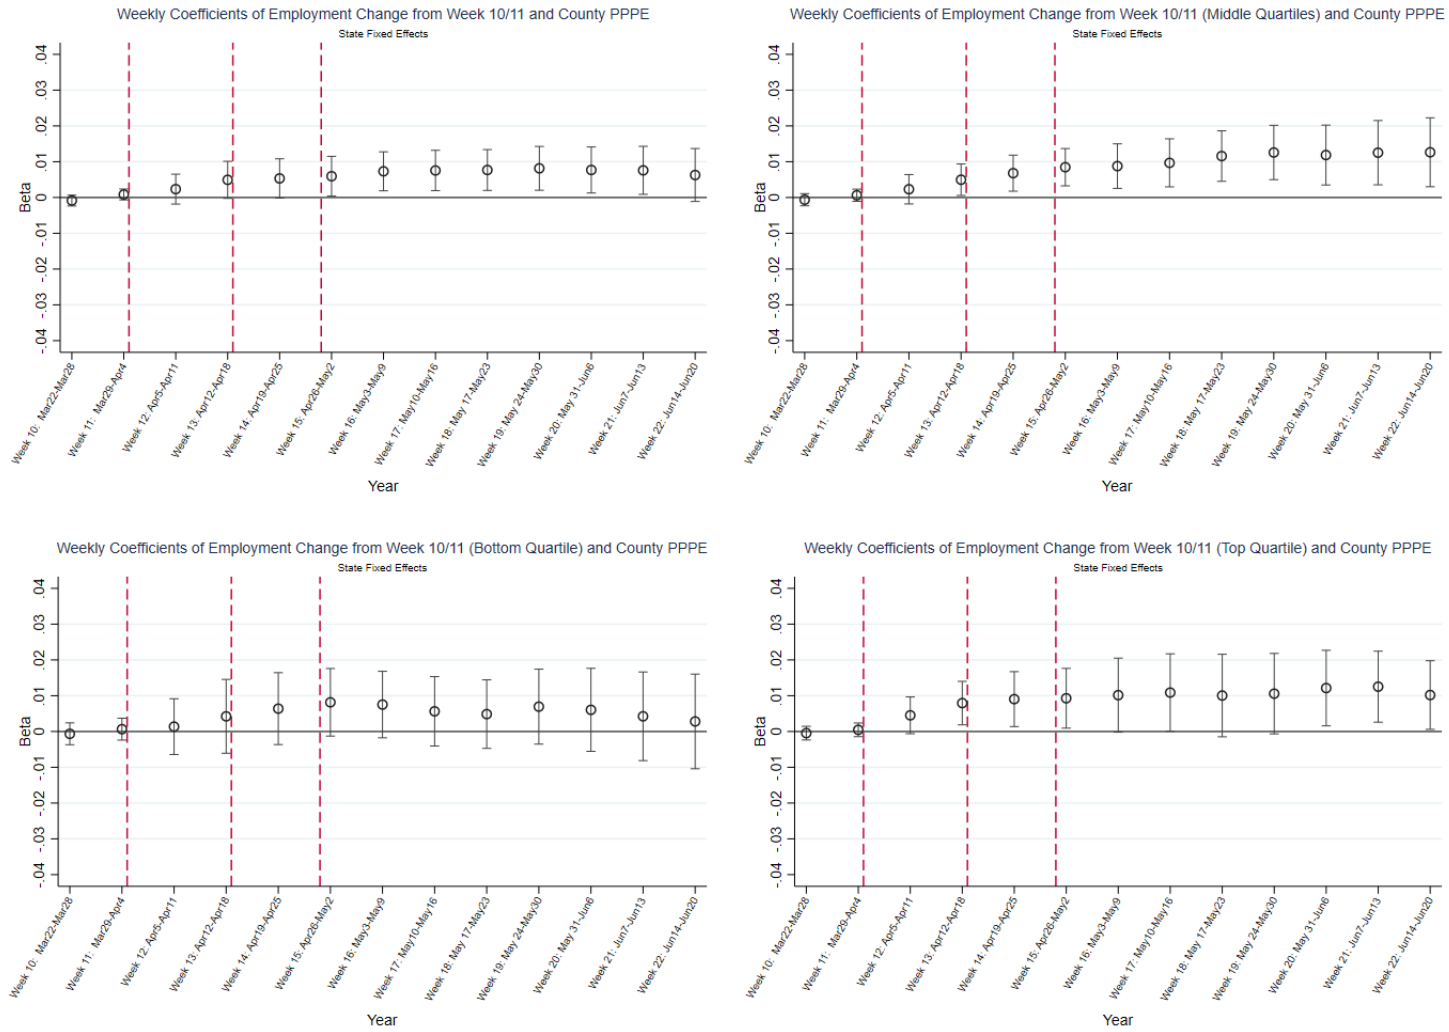 Weekly Coefficients of Employment Change from Week 10/11 and County PPPE
State Fixed Effects
.04
.03
.02
.01
0
-.01
-.02
-.03
-.04
Beta
Week 10: Mar22-Mar28
Week 11: Mar29-Apr4
Week 12: Apr5-Apr11
Week 13: Apr12-Apr18
Week 14: Apr19-Apr25
Week 15: Apr26-May2
Week 16: May3-May9
Week 17: May10-May16
Week 18: May 17-May23
Week 19: May 24-May30
Week 20: May 31-Jun6
Week 21: Jun7-Jun13
Week 22: Jun14-Jun20
Year
Weekly Coefficients of Employment Change from Week 10/11 (Middle Quartiles) and County PPPE
State Fixed Effects
.04
.03
.02
.01
0
-.01
-.02
-.03
-.04
Beta
Week 10: Mar22-Mar28
Week 11: Mar29-Apr4
Week 12: Apr5-Apr11
Week 13: Apr12-Apr18
Week 14: Apr19-Apr25
Week 15: Apr26-May2
Week 16: May3-May9
Week 17: May10-May16
Week 18: May 17-May23
Week 19: May 24-May30
Week 20: May 31-Jun6
Week 21: Jun7-Jun13
Week 22: Jun14-Jun20
Year
Weekly Coefficients of Employment Change from Week 10/11 (Bottom Quartile) and County PPPE
State Fixed Effects
.04
.03
.02
.01
0
-.01
-.02
-.03
-.04
Beta
Week 10: Mar22-Mar28
Week 11: Mar29-Apr4
Week 12: Apr5-Apr11
Week 13: Apr12-Apr18
Week 14: Apr19-Apr25
Week 15: Apr26-May2
Week 16: May3-May9
Week 17: May10-May16
Week 18: May 17-May23
Week 19: May 24-May30
Week 20: May 31-Jun6
Week 21: Jun7-Jun13
Week 22: Jun14-Jun20
Year
Weekly Coefficients of Employment Change from Week 10/11 (Top Quartile) and County PPPE
State Fixed Effects
.04
.03
.02
.01
0
-.01
-.02
-.03
-.04
Beta
Week 10: Mar22-Mar28
Week 11: Mar29-Apr4
Week 12: Apr5-Apr11
Week 13: Apr12-Apr18
Week 14: Apr19-Apr25
Week 15: Apr26-May2
Week 16: May3-May9
Week 17: May10-May16
Week 18: May 17-May23
Week 19: May 24-May30
Week 20: May 31-Jun6
Week 21: Jun7-Jun13
Week 22: Jun14-Jun20
Year